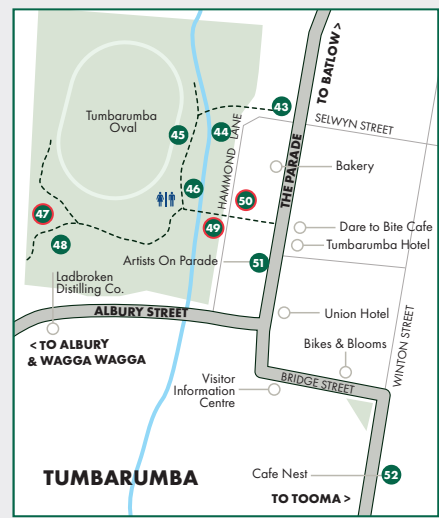 TO BATLOW >
43
SELWYN STREET
Tumbarumba
Oval
45
44
HAMMOND LANE
THE PARADE
Bakery
46
50
47
48
49
Dare to Bite Cafe
Tumbarumba Hotel
Artists On Parade
51
Ladbroken
Distilling Co.
ALBURY STREET
Union Hotel
WINTON STREET
< TO ALBURY
& WAGGA WAGGA
Bikes & Blooms
Visitor
Information
Centre
BRIDGE STREET
TUMBARUMBA
Cafe Nest
52
TO TOOMA >